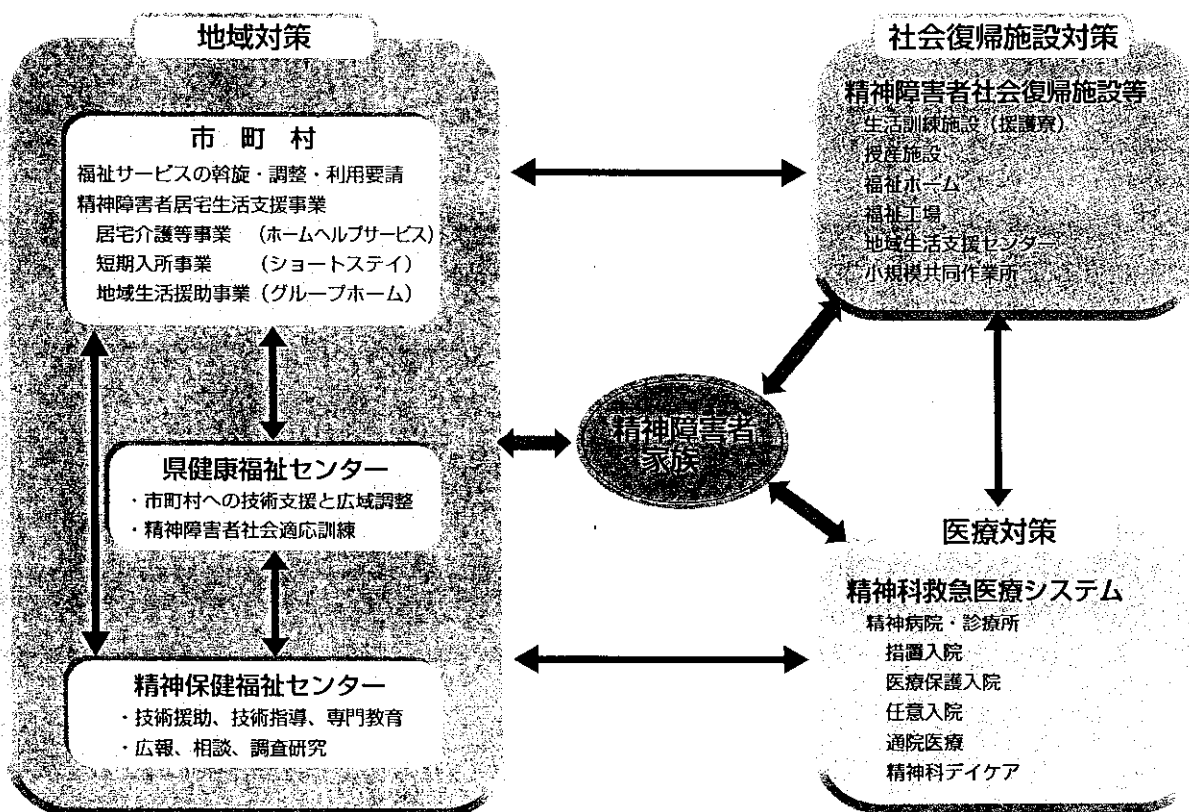 地域対策
市町村
福祉サービスの斡旋・調整・利用要請
精神障害者居宅生活支援事業
居宅介護等事業 (ホームヘルプサービス)
短期入所事業 (ショートステイ)
地域生活援助事業 (グループホーム)
県健康福祉センター
・市町村への技術支援と広域調整
・精神障害者社会適応訓練
精神保健福祉センター
・技術援助、技術指導、専門教育
・広報、相談、調査研究
精神障害者
家族
社会復帰施設対策
精神障害者社会復帰施設等
生活訓練施設(援護寮)
授産施設
福祉ホーム
福祉工場
地域生活支援センター
小規模共同作業所
医療対策
精神科救急医療システム
精神病院・診療所
措置入院
医療保護入院
任意入院
通院医療
精神科デイケア